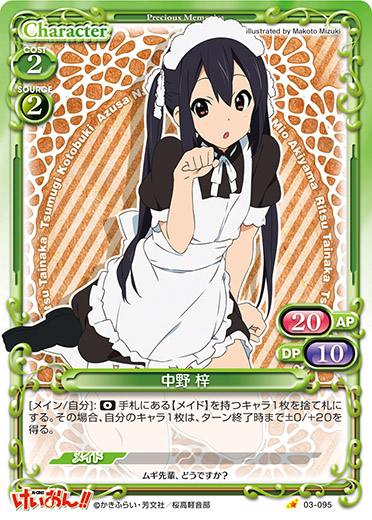 Precious Memories
Character
illustrated by Makoto Mizuki
COST
2
SOURCE
2
Tsu Tainaka Tsumugi Kotobuki Azusa N
Mio Akiyama Ritsu Tainaka Ts
20 AP
DP 10
中野 梓
[メイン/自分]: 手札にある【メイド】を持つキャラ1枚を捨て札に
する。その場合、自分のキャラ1枚は、ターン終了時まで±0/+20を
得る。
メイド
ムギ先輩、どうですか?
けいおん!!
©かきふらい・芳文社/桜高軽音部
03-095